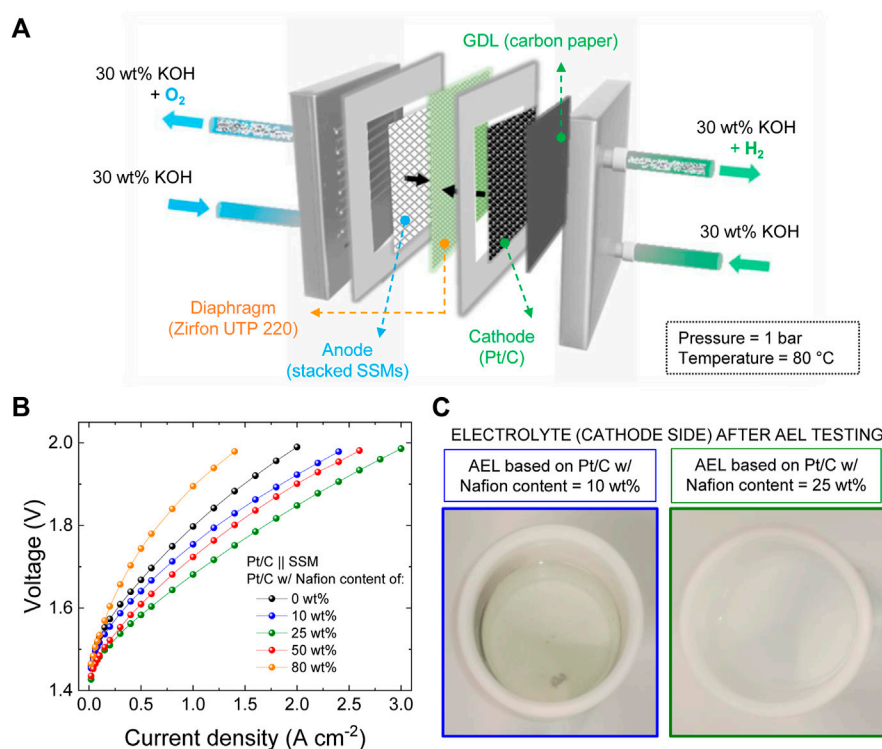 A
GDL (carbon paper)
30 wt% KOH
+ O₂
30 wt% KOH
30 wt% KOH
+ H₂
30 wt% KOH
Diaphragm
(Zirfon UTP 220)
Anode
(stacked SSMs)
Cathode
(Pt/C)
Pressure = 1 bar
Temperature = 80 °C
B
Voltage (V)
2.0
1.8
1.6
1.4
Pt/C || SSM
Pt/C w/ Nafion content of:
0 wt%
10 wt%
25 wt%
50 wt%
80 wt%
0.0 0.5 1.0 1.5 2.0 2.5 3.0
Current density (A cm⁻²)
C
ELECTROLYTE (CATHODE SIDE) AFTER AEL TESTING
AEL based on Pt/C w/
Nafion content = 10 wt%
AEL based on Pt/C w/
Nafion content = 25 wt%